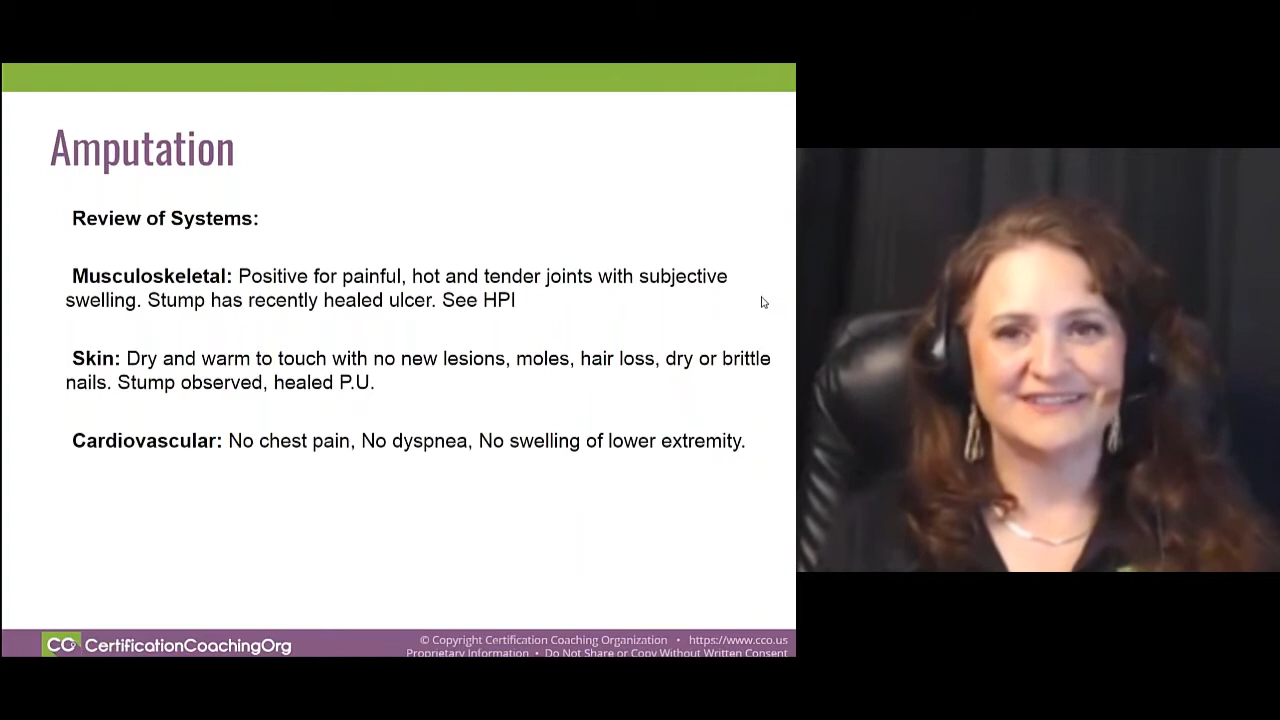 Amputation
Review of Systems:
Musculoskeletal: Positive for painful, hot and tender joints with subjective
swelling. Stump has recently healed ulcer. See HPI
Skin: Dry and warm to touch with no new lesions, moles, hair loss, dry or brittle
nails. Stump observed, healed P.U.
Cardiovascular: No chest pain, No dyspnea, No swelling of lower extremity.
CO CertificationCoachingOrg
© Copyright Certification Coaching Organization • https://www.cco.us
Proprietary Information • Do Not Share or Copy Without Written Consent